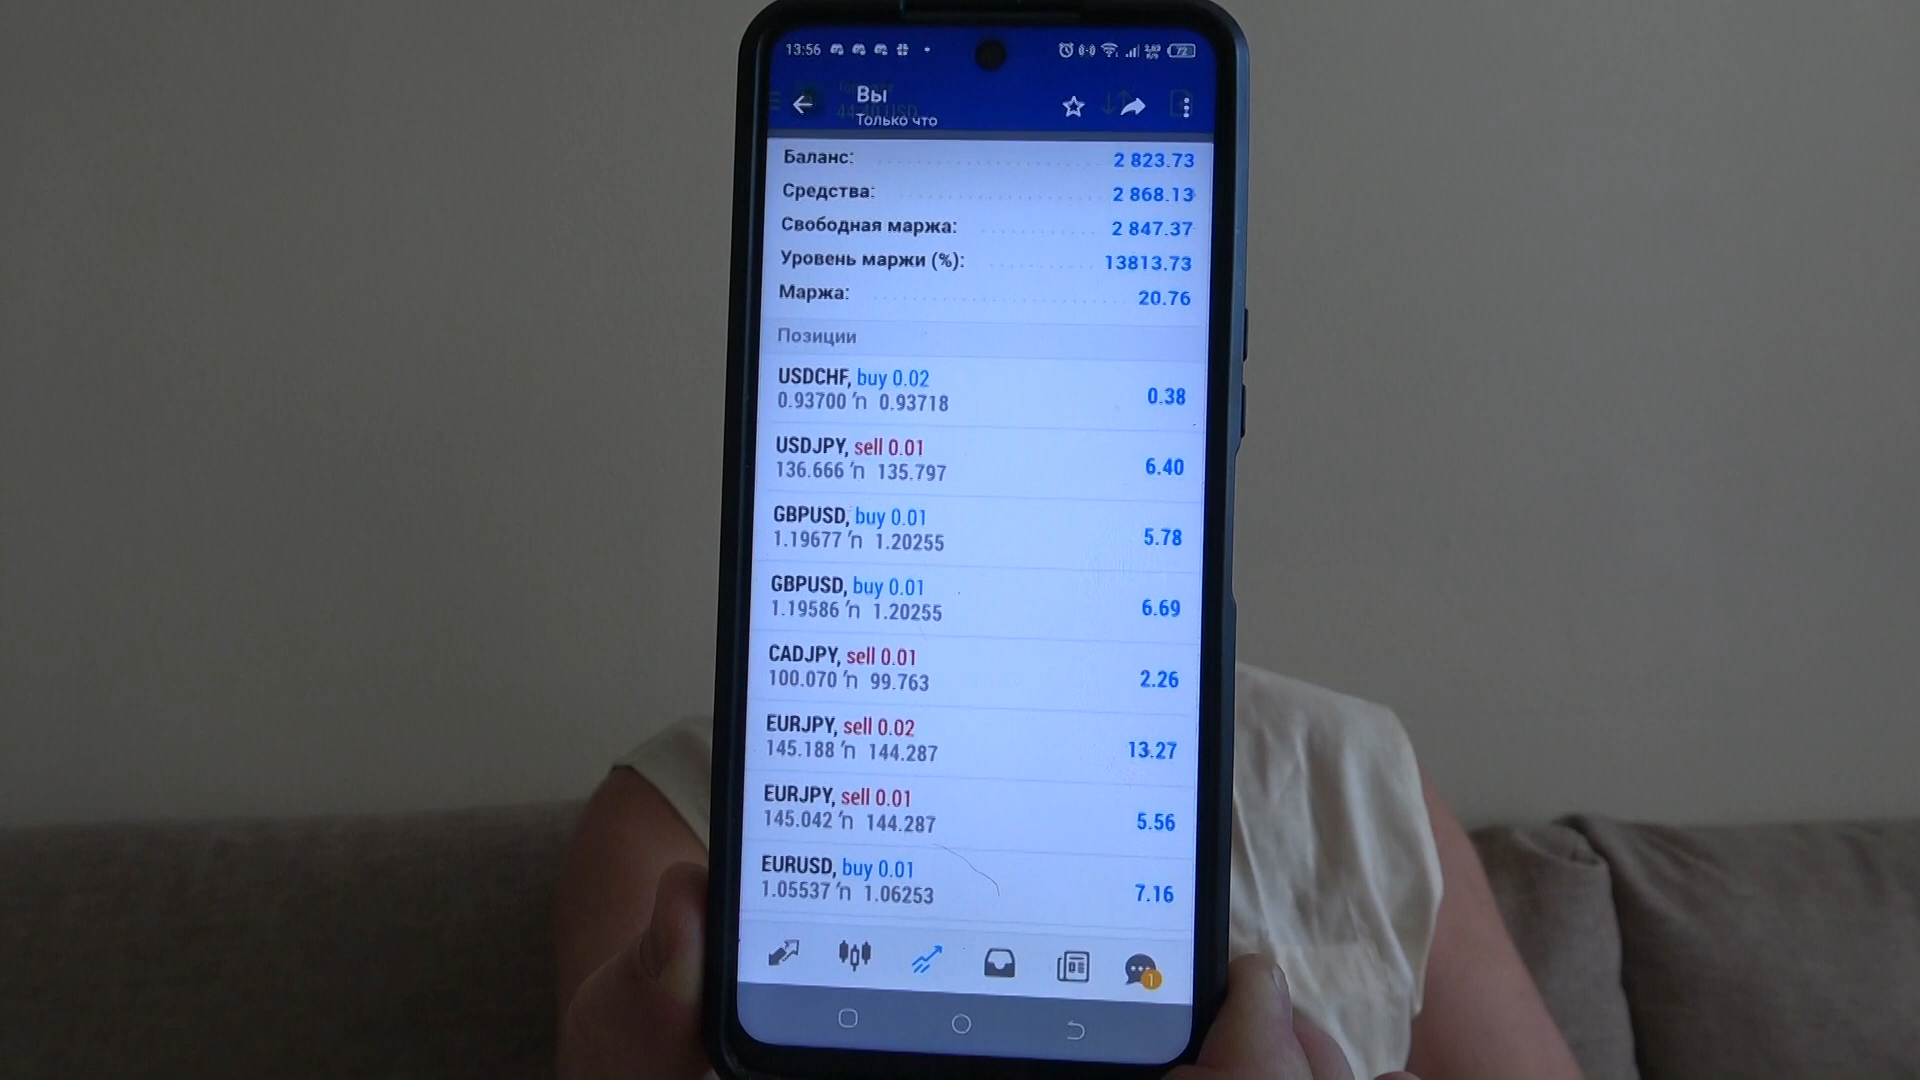 13:56
72
Вы
Только что
Баланс: 2 823.73
Средства: 2 868.13
Свободная маржа: 2 847.37
Уровень маржи (%): 13813.73
Маржа: 20.76
Позиции
USDCHF, buy 0.02
0.93700 'n 0.93718
0.38
USDJPY, sell 0.01
136.666 'n 135.797
6.40
GBPUSD, buy 0.01
1.19677 'n 1.20255
5.78
GBPUSD, buy 0.01
1.19586 'n 1.20255
6.69
CADJPY, sell 0.01
100.070 'n 99.763
2.26
EURJPY, sell 0.02
145.188 'n 144.287
13.27
EURJPY, sell 0.01
145.042 'n 144.287
5.56
EURUSD, buy 0.01
1.05537 'n 1.06253
7.16
1